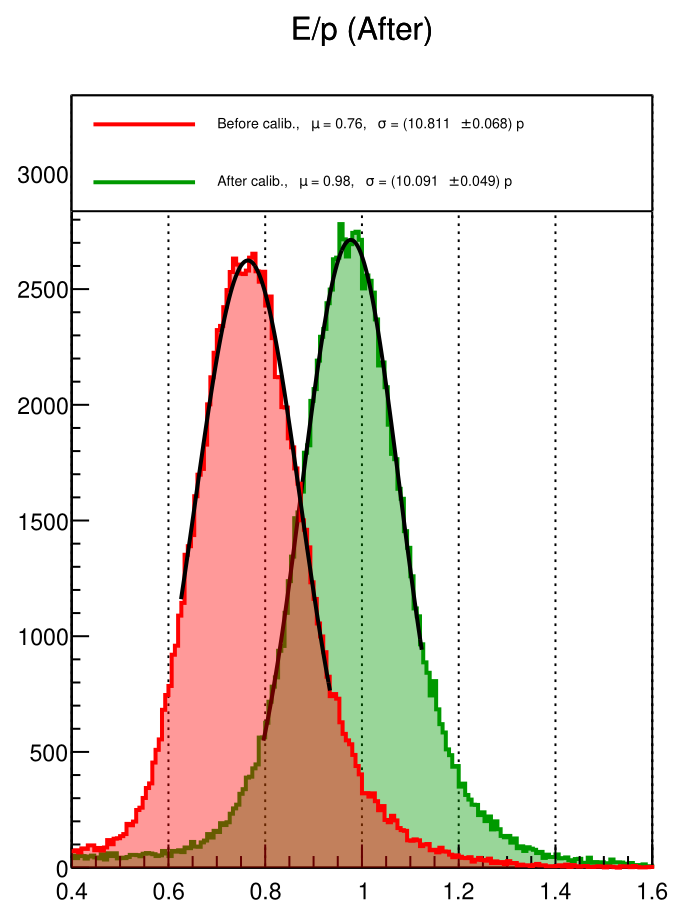 E/p (After)
Before calib., μ = 0.76, σ = (10.811 ±0.068) p
After calib., μ = 0.98, σ = (10.091 ±0.049) p
3000
2500
2000
1500
1000
500
0
0.4 0.6 0.8 1 1.2 1.4 1.6